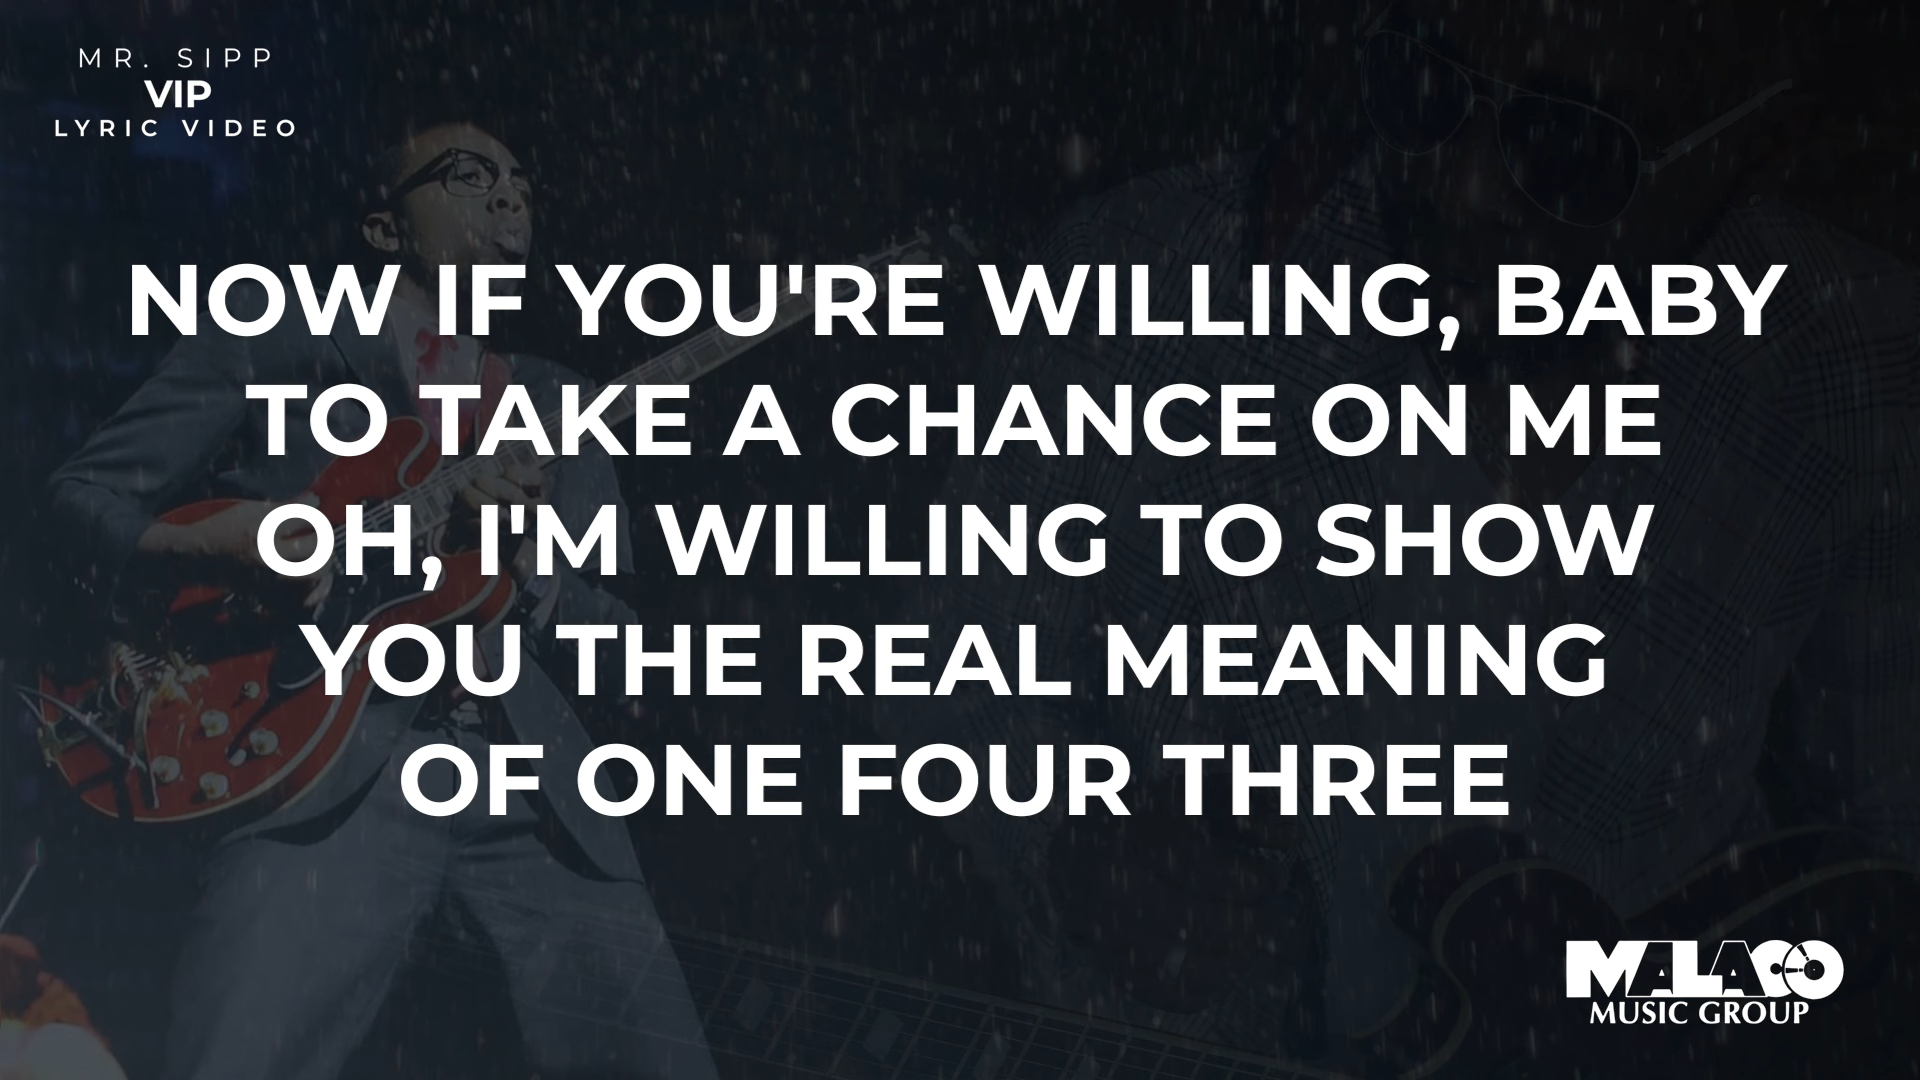 MR. SIPP
VIP
LYRIC VIDEO
NOW IF YOU'RE WILLING, BABY
TO TAKE A CHANCE ON ME
OH, I'M WILLING TO SHOW
YOU THE REAL MEANING
OF ONE FOUR THREE
MALACO
MUSIC GROUP